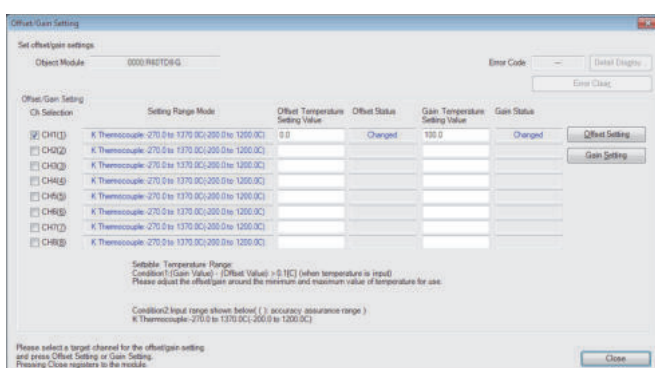 Offset/Gain Setting
Set offset/gain settings.
Object Module 0000:R60TD8-G Error Code --- Detail Display
Error Clear
Offset/Gain Setting
Ch Selection Setting Range Mode Offset Temperature Setting Value Offset Status Gain Temperature Setting Value Gain Status
CH1(1) K Thermocouple:-270.0 to 1370.0C(-200.0 to 1200.0C) 0.0 Changed 100.0 Changed Offset Setting
CH2(2) K Thermocouple:-270.0 to 1370.0C(-200.0 to 1200.0C) Gain Setting
CH3(3) K Thermocouple:-270.0 to 1370.0C(-200.0 to 1200.0C)
CH4(4) K Thermocouple:-270.0 to 1370.0C(-200.0 to 1200.0C)
CH5(5) K Thermocouple:-270.0 to 1370.0C(-200.0 to 1200.0C)
CH6(6) K Thermocouple:-270.0 to 1370.0C(-200.0 to 1200.0C)
CH7(7) K Thermocouple:-270.0 to 1370.0C(-200.0 to 1200.0C)
CH8(8) K Thermocouple:-270.0 to 1370.0C(-200.0 to 1200.0C)
Settable Temperature Range:
Condition1:(Gain Value) - (Offset Value) > 0.1[C] (when temperature is input)
Please adjust the offset/gain around the minimum and maximum value of temperature for use.
Condition2:Input range shown below( ( ): accuracy assurance range )
K Thermocouple:-270.0 to 1370.0C(-200.0 to 1200.0C)
Please select a target channel for the offset/gain setting
and press Offset Setting or Gain Setting.
Pressing Close registers to the module.
Close